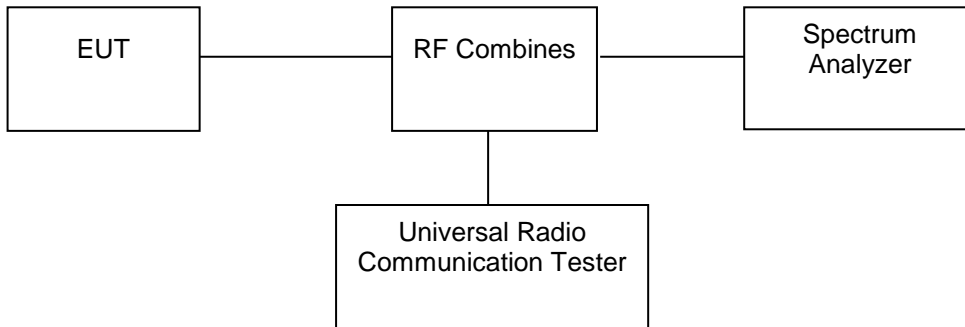 EUT
RF Combines
Spectrum
Analyzer
Universal Radio
Communication Tester